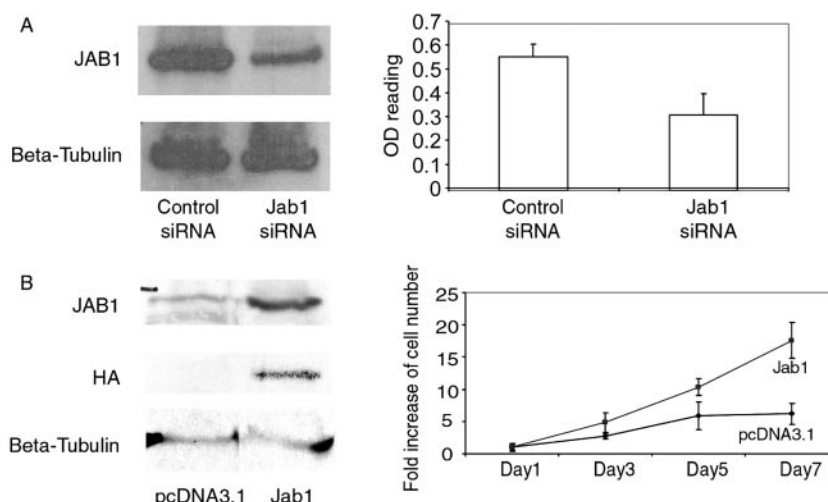 A
JAB1
Beta-Tubulin
Control
siRNA
Jab1
siRNA
OD reading
0.7
0.6
0.5
0.4
0.3
0.2
0.1
0
Control
siRNA
Jab1
siRNA
B
JAB1
HA
Beta-Tubulin
pcDNA3.1
Jab1
Fold increase of cell number
25
20
15
10
5
0
Jab1
pcDNA3.1
Day1
Day3
Day5
Day7